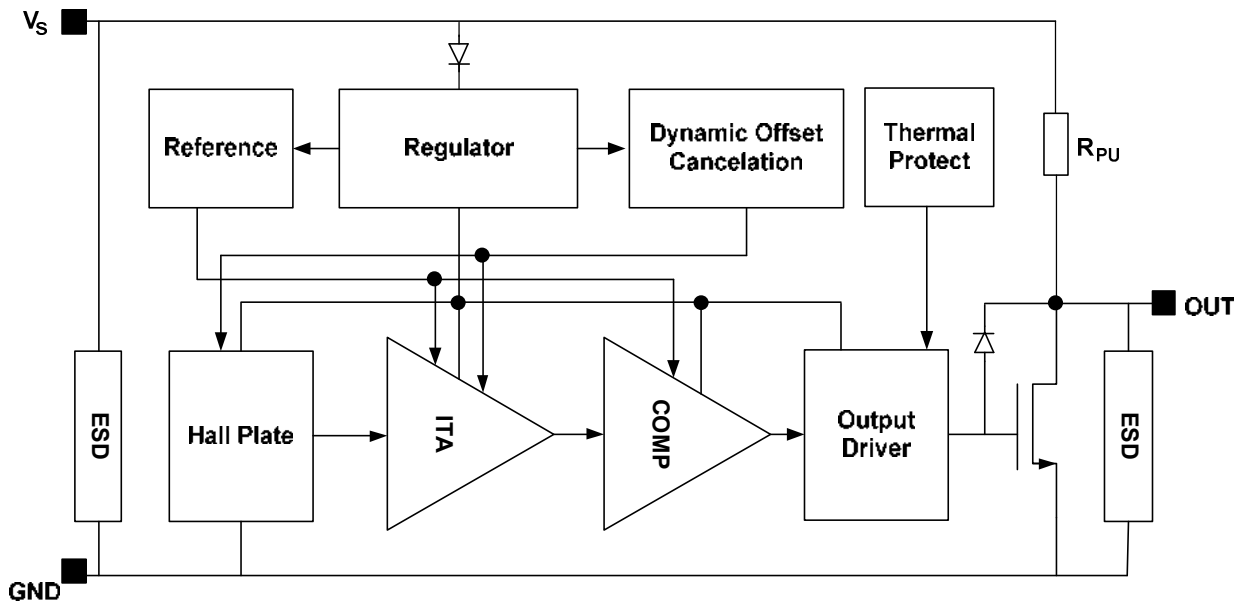 VS
Reference
Regulator
Dynamic Offset
Cancelation
Thermal
Protect
RPU
OUT
ESD
Hall Plate
ITA
COMP
Output
Driver
ESD
GND